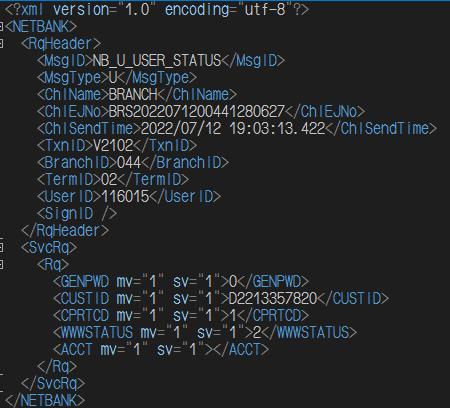 <?xml version="1.0" encoding="utf-8"?>
<NETBANK>
<RqHeader>
<MsgID>NB_U_USER_STATUS</MsgID>
<MsgType>U</MsgType>
<ChlName>BRANCH</ChlName>
<ChlEJNo>BRS2022071200441280627</ChlEJNo>
<ChlSendTime>2022/07/12 19:03:13.422</ChlSendTime>
<TxnID>V2102</TxnID>
<BranchID>044</BranchID>
<TermID>02</TermID>
<UserID>116015</UserID>
<SignID />
</RqHeader>
<SvcRq>
<Rq>
<GENPWD mv="1" sv="1">0</GENPWD>
<CUSTID mv="1" sv="1">D2213357820</CUSTID>
<CPRTCD mv="1" sv="1">1</CPRTCD>
<WWWSTATUS mv="1" sv="1">2</WWWSTATUS>
<ACCT mv="1" sv="1"></ACCT>
</Rq>
</SvcRq>
</NETBANK>